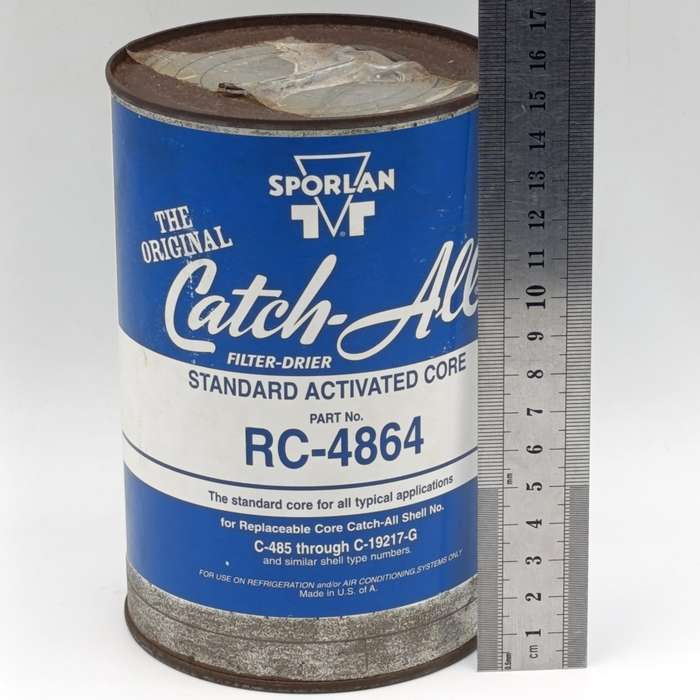 SPORLAN
THE
ORIGINAL
Catch-All
FILTER-DRIER
STANDARD ACTIVATED CORE
PART No.
RC-4864
The standard core for all typical applications
for Replaceable Core Catch-All Shell No.
C-485 through C-19217-G
and similar shell type numbers.
FOR USE ON REFRIGERATION and/or AIR CONDITIONING SYSTEMS ONLY
Made in U.S. of A.
17
16
15
14
13
12
11
10
9
8
7
6
mm
5
4
3
2
1
cm
0.5mm